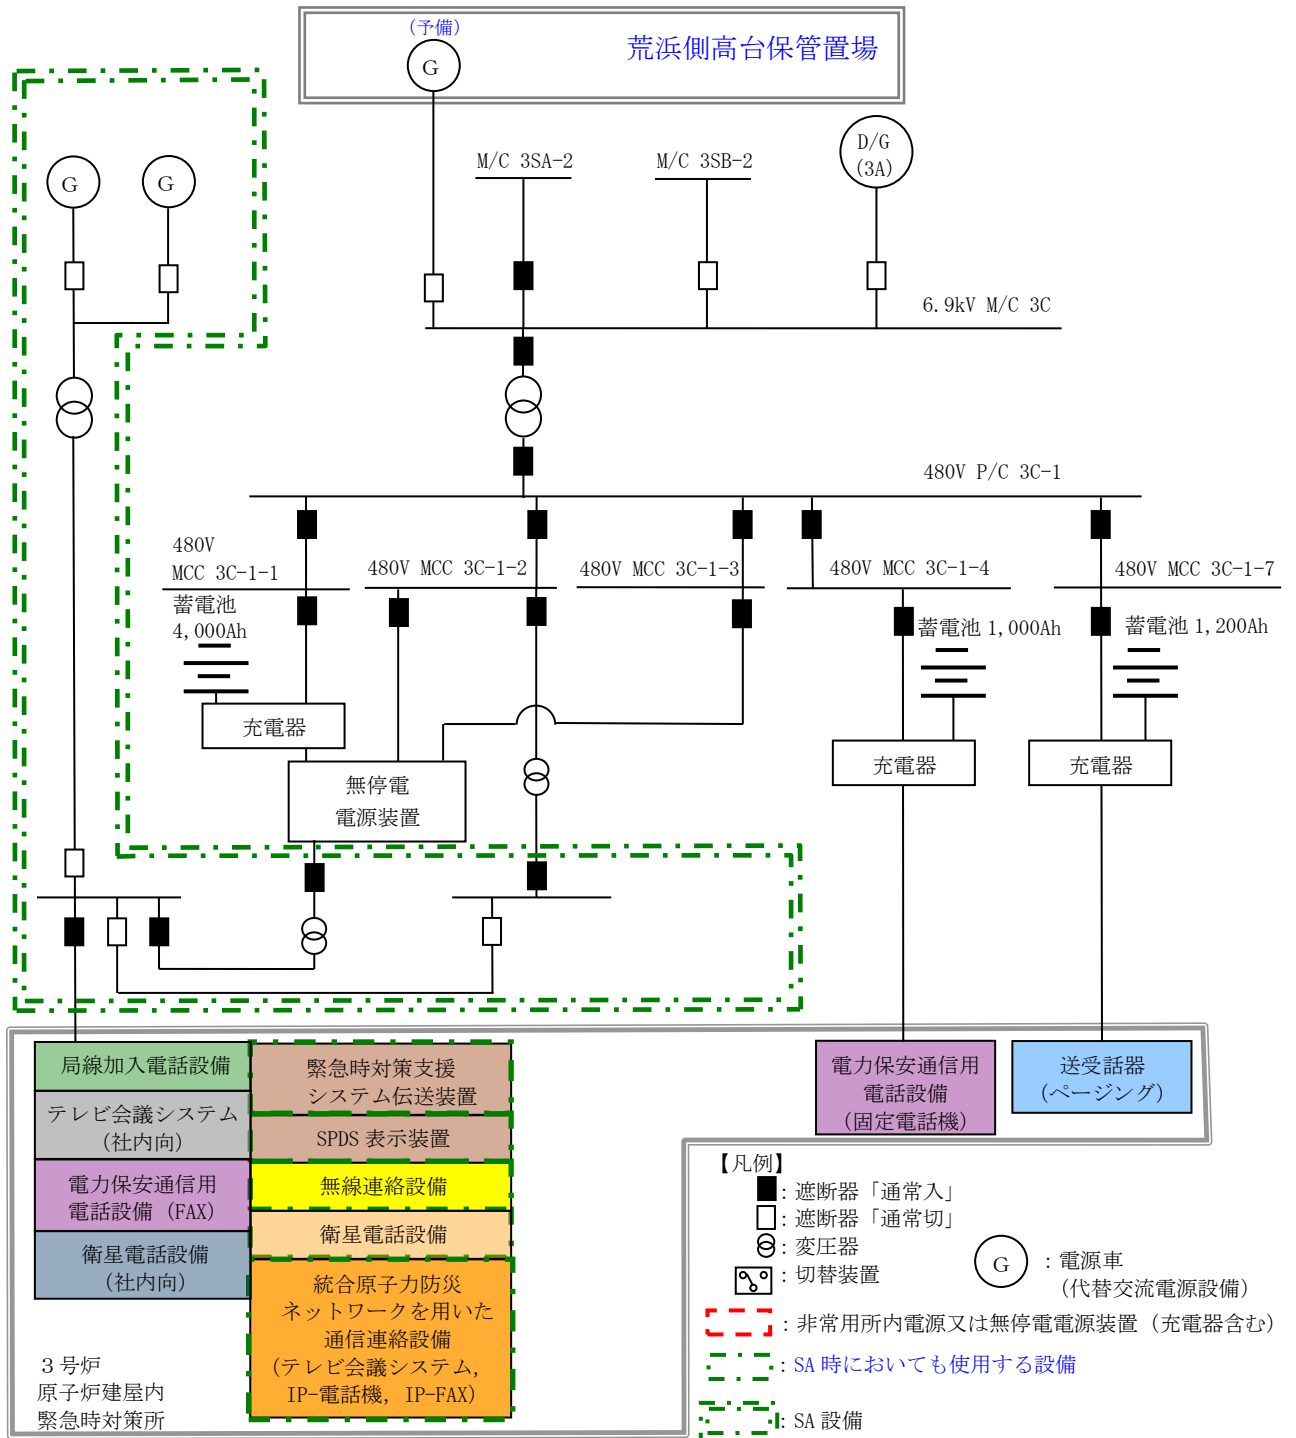 (予備)
荒浜側高台保管置場
G
G
G
M/C 3SA-2
M/C 3SB-2
D/G
(3A)
6.9kV M/C 3C
480V P/C 3C-1
480V
MCC 3C-1-1
480V MCC 3C-1-2
480V MCC 3C-1-3
480V MCC 3C-1-4
480V MCC 3C-1-7
蓄電池
4,000Ah
蓄電池 1,000Ah
蓄電池 1,200Ah
充電器
充電器
充電器
無停電
電源装置
局線加入電話設備
テレビ会議システム
(社内向)
電力保安通信用
電話設備 (FAX)
衛星電話設備
(社内向)
緊急時対策支援
システム伝送装置
SPDS 表示装置
無線連絡設備
衛星電話設備
統合原子力防災
ネットワークを用いた
通信連絡設備
(テレビ会議システム,
IP-電話機, IP-FAX)
電力保安通信用
電話設備
(固定電話機)
送受話器
(ページング)
3号炉
原子炉建屋内
緊急時対策所
【凡例】
:遮断器「通常入」
:遮断器「通常切」
:変圧器
:切替装置
G
:電源車
(代替交流電源設備)
:非常用所内電源又は無停電電源装置 (充電器含む)
:SA 時においても使用する設備
:SA 設備